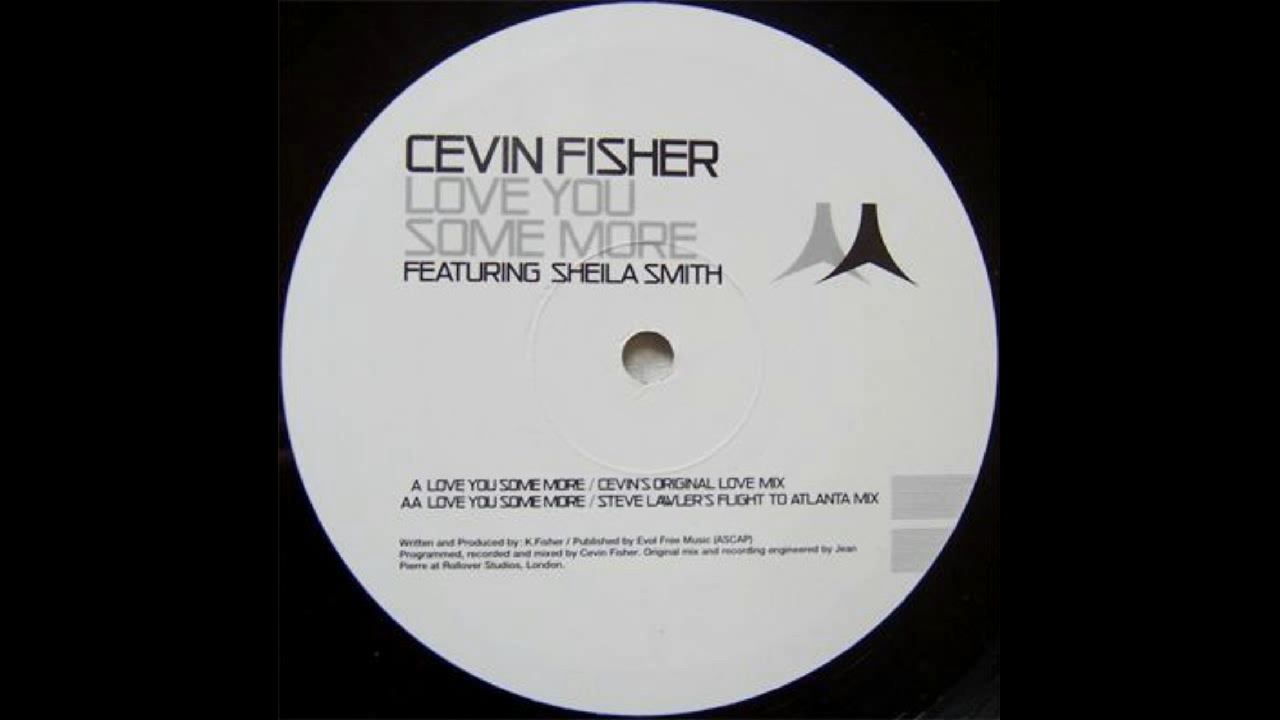 CEVIN FISHER
LOVE YOU
SOME MORE
FEATURING SHEILA SMITH
A LOVE YOU SOME MORE / CEVIN'S ORIGINAL LOVE MIX
AA LOVE YOU SOME MORE / STEVE LAWLER'S FLIGHT TO ATLANTA MIX
Written and Produced by: K.Fisher / Published by Evol Free Music (ASCAP)
Programmed, recorded and mixed by Cevin Fisher. Original mix and recording engineered by Jean
Pierre at Rollover Studios, London.